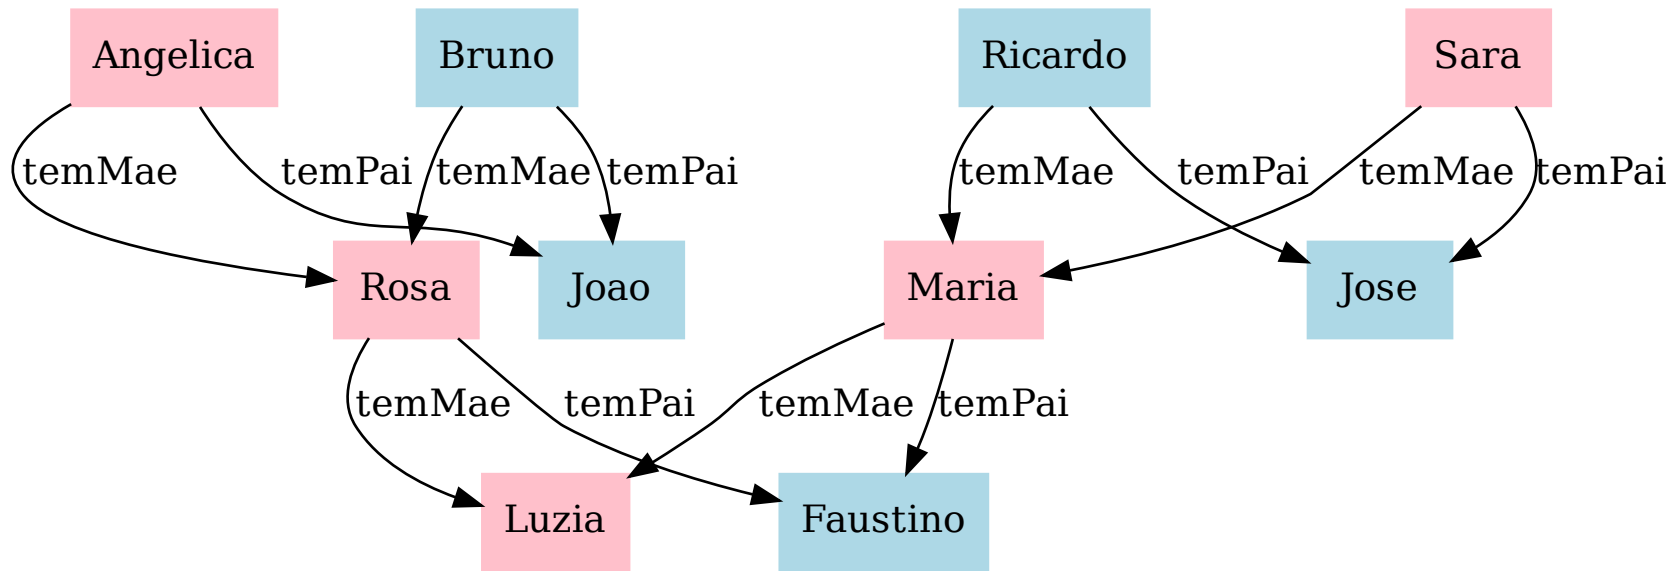 Angelica
Bruno
Ricardo
Sara
temMae
temPai
temMae
temPai
temMae
temPai
temMae
temPai
Rosa
Joao
Maria
Jose
temMae
temPai
temMae
temPai
Luzia
Faustino